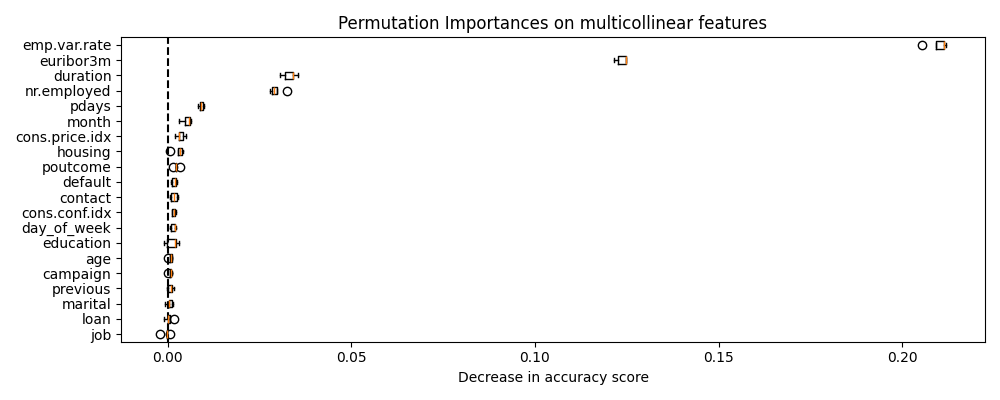 Permutation Importances on multicollinear features
emp.var.rate
euribor3m
duration
nr.employed
pdays
month
cons.price.idx
housing
poutcome
default
contact
cons.conf.idx
day_of_week
education
age
campaign
previous
marital
loan
job
0.00 0.05 0.10 0.15 0.20
Decrease in accuracy score